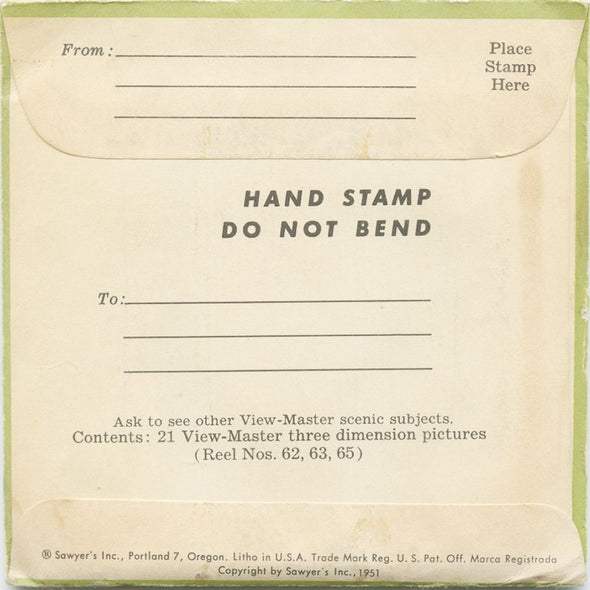 From:
Place
Stamp
Here
HAND STAMP
DO NOT BEND
To:
Ask to see other View-Master scenic subjects.
Contents: 21 View-Master three dimension pictures
(Reel Nos. 62, 63, 65)
® Sawyer's Inc., Portland 7, Oregon. Litho in U.S.A. Trade Mark Reg. U. S. Pat. Off. Marca Registrada
Copyright by Sawyer's Inc., 1951